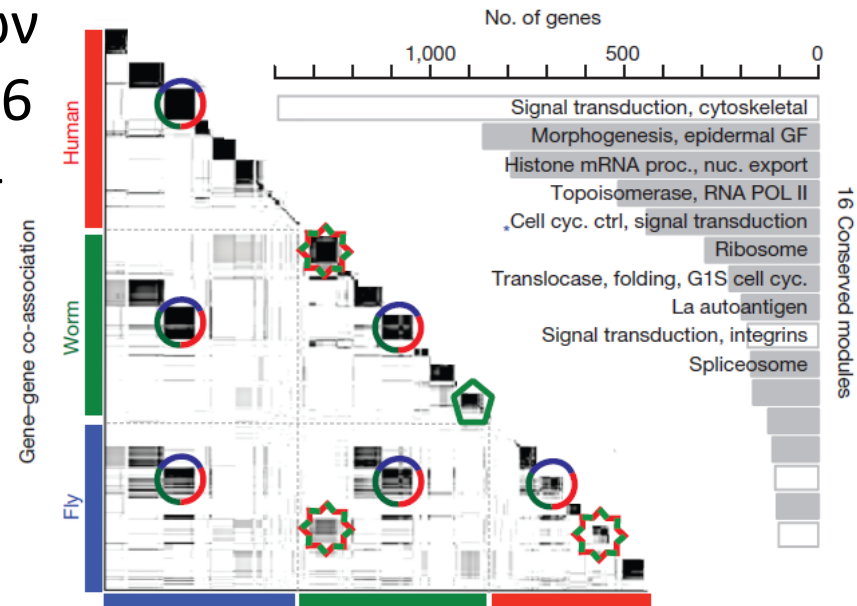 ον
6
No. of genes
1,000 500 0
Signal transduction, cytoskeletal
Morphogenesis, epidermal GF
Histone mRNA proc., nuc. export
Topoisomerase, RNA POL II
*Cell cyc. ctrl, signal transduction
Ribosome
Translocase, folding, G1S cell cyc.
La autoantigen
Signal transduction, integrins
Spliceosome
16 Conserved modules
Gene–gene co-association
Human
Worm
Fly